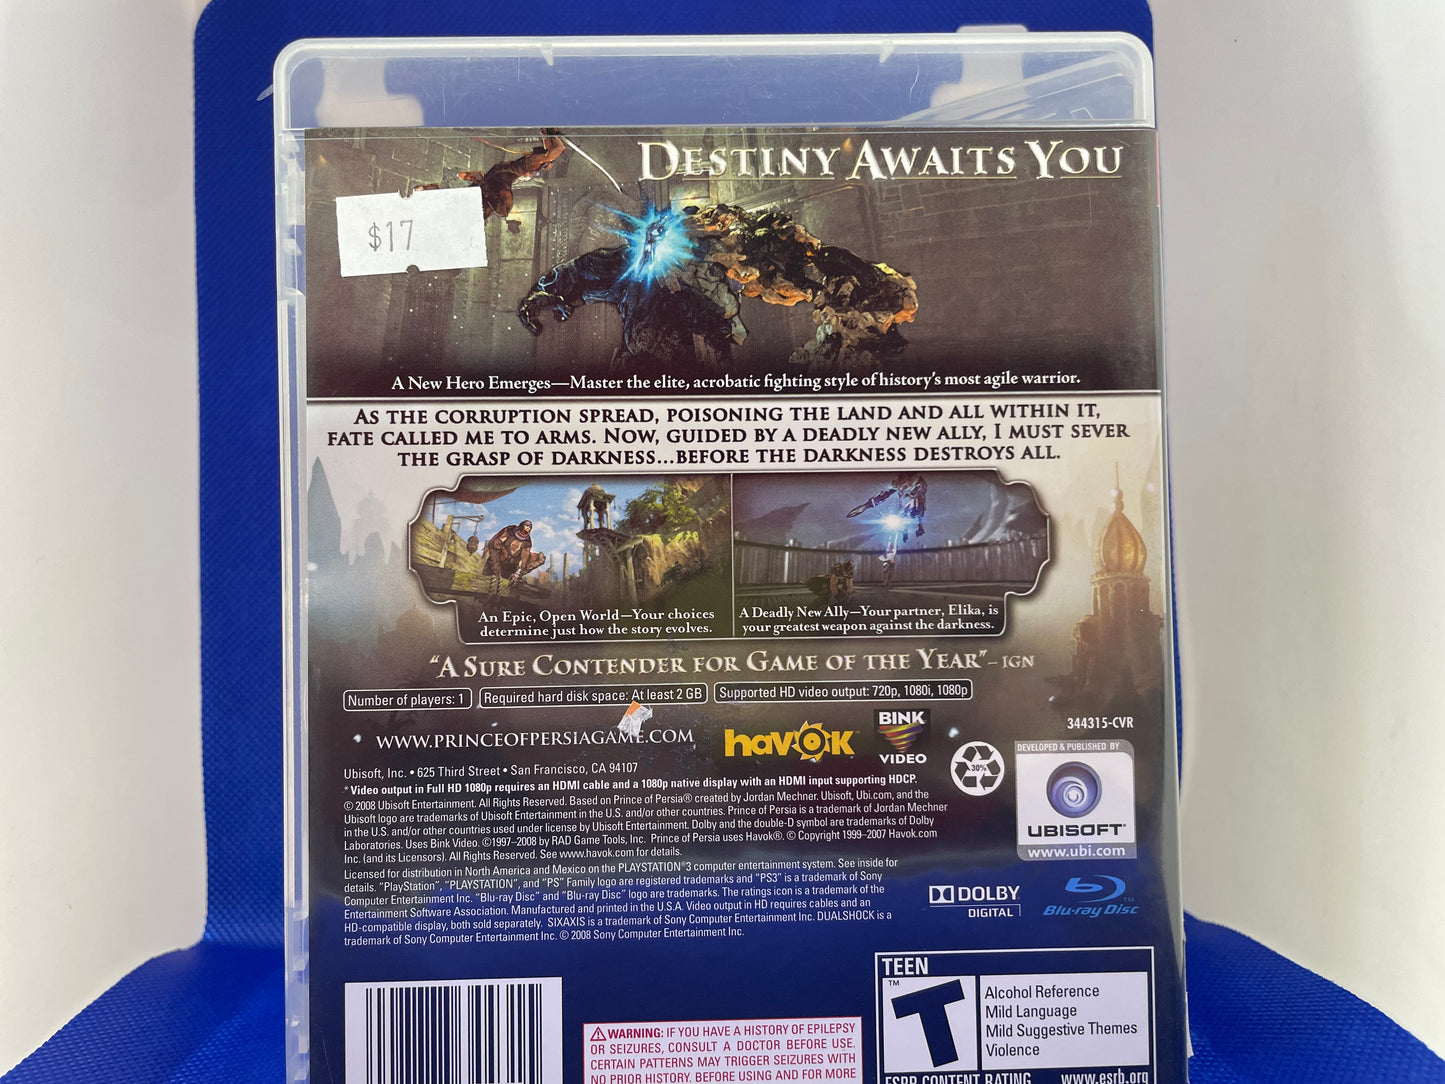 DESTINY AWAITS YOU
$17
A New Hero Emerges—Master the elite, acrobatic fighting style of history's most agile warrior.
AS THE CORRUPTION SPREAD, POISONING THE LAND AND ALL WITHIN IT,
FATE CALLED ME TO ARMS. NOW, GUIDED BY A DEADLY NEW ALLY, I MUST SEVER
THE GRASP OF DARKNESS...BEFORE THE DARKNESS DESTROYS ALL.
An Epic, Open World—Your choices
determine just how the story evolves.
A Deadly New Ally—Your partner, Elika, is
your greatest weapon against the darkness.
"A SURE CONTENDER FOR GAME OF THE YEAR" – IGN
Number of players: 1
Required hard disk space: At least 2 GB
Supported HD video output: 720p, 1080i, 1080p
WWW.PRINCEOFPERSIAGAME.COM
havok
BINK
VIDEO
344315-CVR
30%
DEVELOPED & PUBLISHED BY
UBISOFT
www.ubi.com
Ubisoft, Inc. • 625 Third Street • San Francisco, CA 94107
*Video output in Full HD 1080p requires an HDMI cable and a 1080p native display with an HDMI input supporting HDCP.
© 2008 Ubisoft Entertainment. All Rights Reserved. Based on Prince of Persia® created by Jordan Mechner. Ubisoft, Ubi.com, and the
Ubisoft logo are trademarks of Ubisoft Entertainment in the U.S. and/or other countries. Prince of Persia is a trademark of Jordan Mechner
in the U.S. and/or other countries used under license by Ubisoft Entertainment. Dolby and the double-D symbol are trademarks of Dolby
Laboratories. Uses Bink Video. ©1997–2008 by RAD Game Tools, Inc. Prince of Persia uses Havok®. © Copyright 1999–2007 Havok.com
Inc. (and its Licensors). All Rights Reserved. See www.havok.com for details.
Licensed for distribution in North America and Mexico on the PLAYSTATION®3 computer entertainment system. See inside for
details. "PlayStation", "PLAYSTATION", and "PS" Family logo are registered trademarks and "PS3" is a trademark of Sony
Computer Entertainment Inc. "Blu-ray Disc" and "Blu-ray Disc" logo are trademarks. The ratings icon is a trademark of the
Entertainment Software Association. Manufactured and printed in the U.S.A. Video output in HD requires cables and an
HD-compatible display, both sold separately. SIXAXIS is a trademark of Sony Computer Entertainment Inc. DUALSHOCK is a
trademark of Sony Computer Entertainment Inc. © 2008 Sony Computer Entertainment Inc.
DOLBY
DIGITAL
Blu-ray Disc
TEEN
T
Alcohol Reference
Mild Language
Mild Suggestive Themes
Violence
ESRB CONTENT RATING www.esrb.org
WARNING: IF YOU HAVE A HISTORY OF EPILEPSY
OR SEIZURES, CONSULT A DOCTOR BEFORE USE.
CERTAIN PATTERNS MAY TRIGGER SEIZURES WITH
NO PRIOR HISTORY. BEFORE USING AND FOR MORE